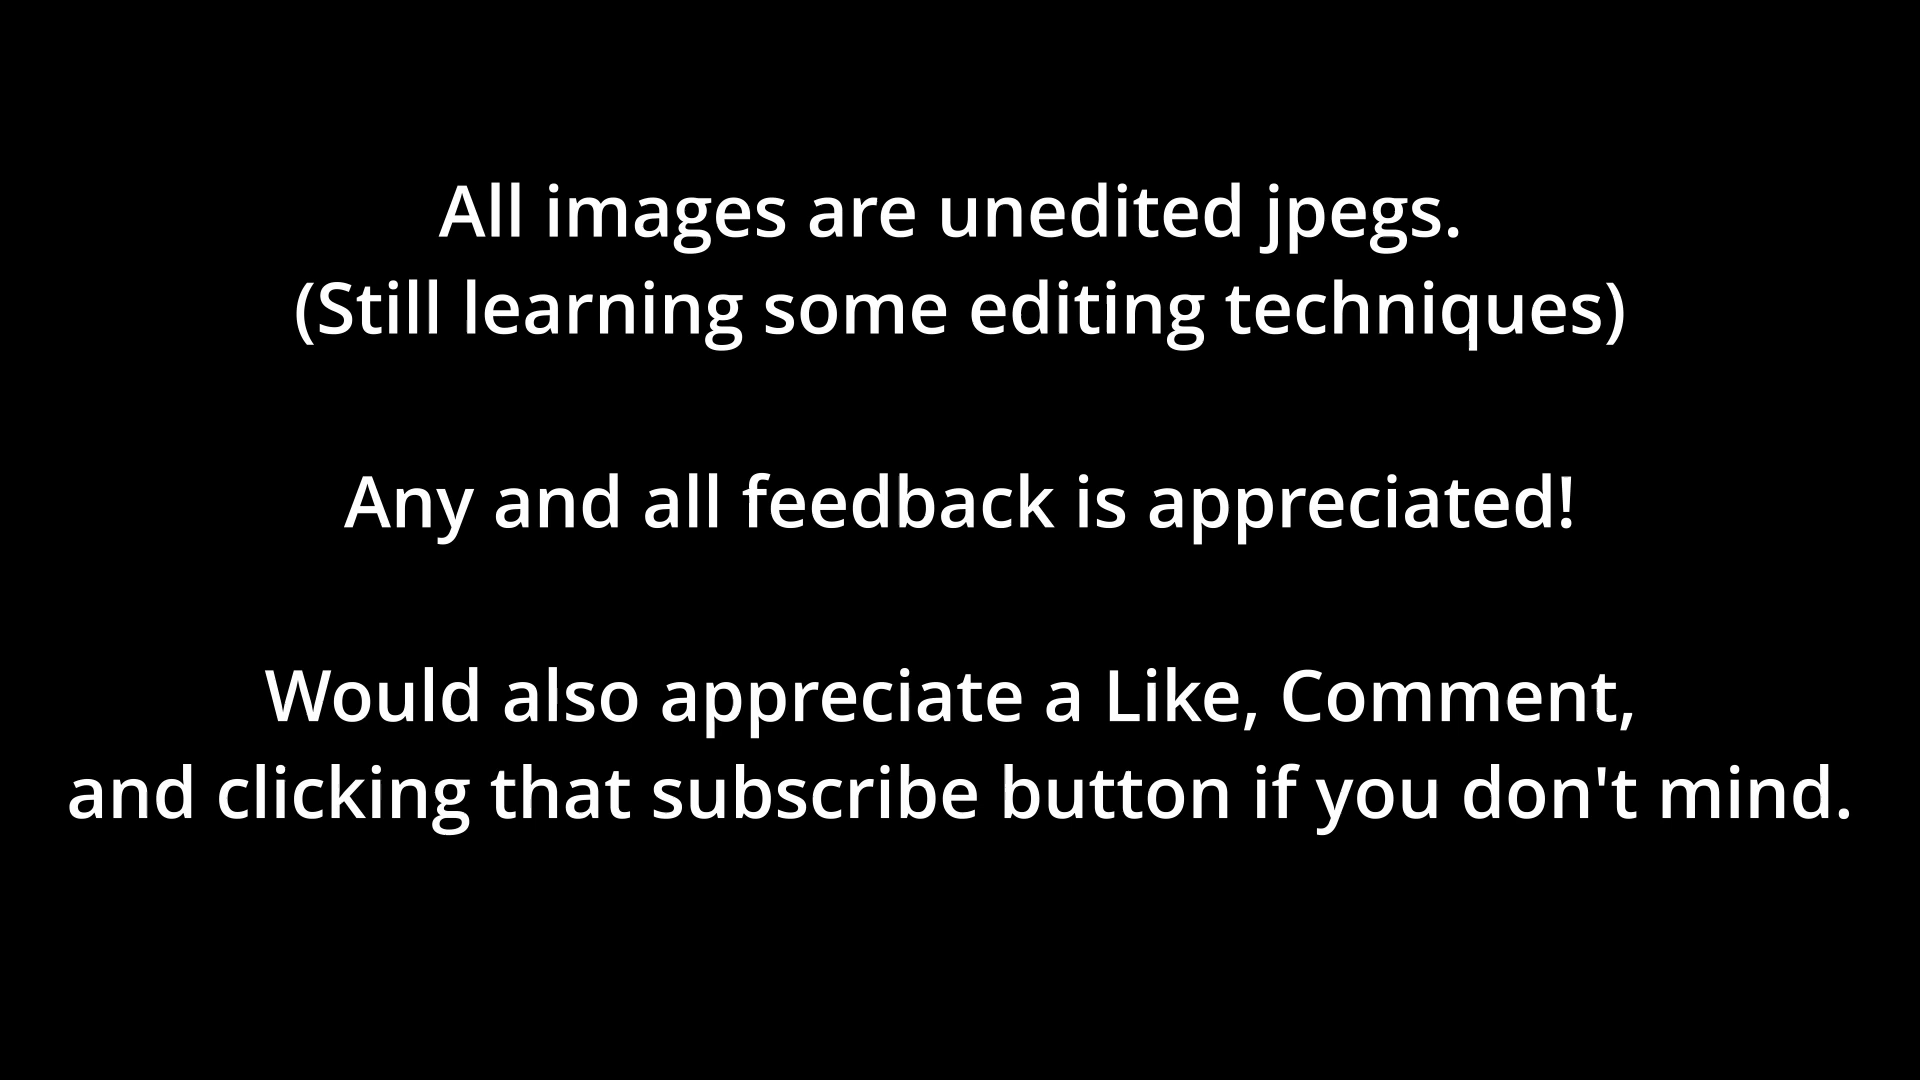 All images are unedited jpegs.
(Still learning some editing techniques)
Any and all feedback is appreciated!
Would also appreciate a Like, Comment,
and clicking that subscribe button if you don't mind.